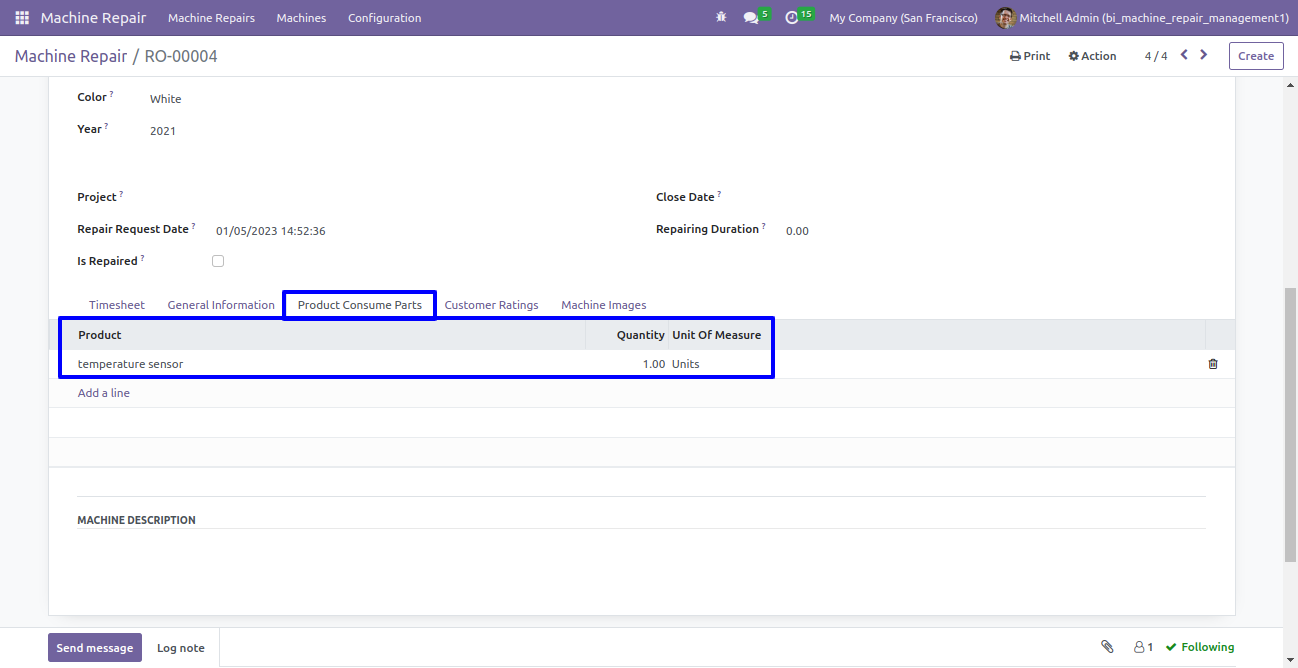 Machine Repair Machine Repairs Machines Configuration 5 15 My Company (San Francisco) Mitchell Admin (bi_machine_repair_management1)
Machine Repair / RO-00004 Print Action 4 / 4 Create
Color ? White
Year ? 2021
Project ? Close Date ?
Repair Request Date ? 01/05/2023 14:52:36 Repairing Duration ? 0.00
Is Repaired ?
Timesheet General Information Product Consume Parts Customer Ratings Machine Images
Product Quantity Unit Of Measure
temperature sensor 1.00 Units
Add a line
MACHINE DESCRIPTION
Send message Log note 1 Following